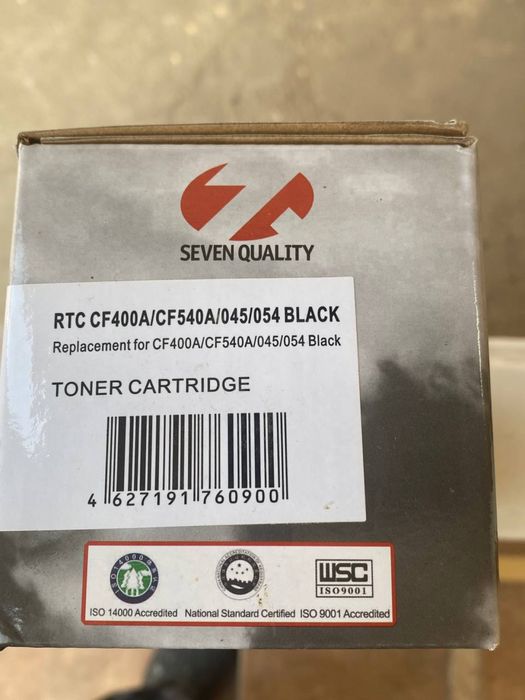 SEVEN QUALITY
RTC CF400A/CF540A/045/054 BLACK
Replacement for CF400A/CF540A/045/054 Black
TONER CARTRIDGE
4 627191 760900
WSC
ISO9001
ISO 14000 Accredited National Standard Certified ISO 9001 Accredited